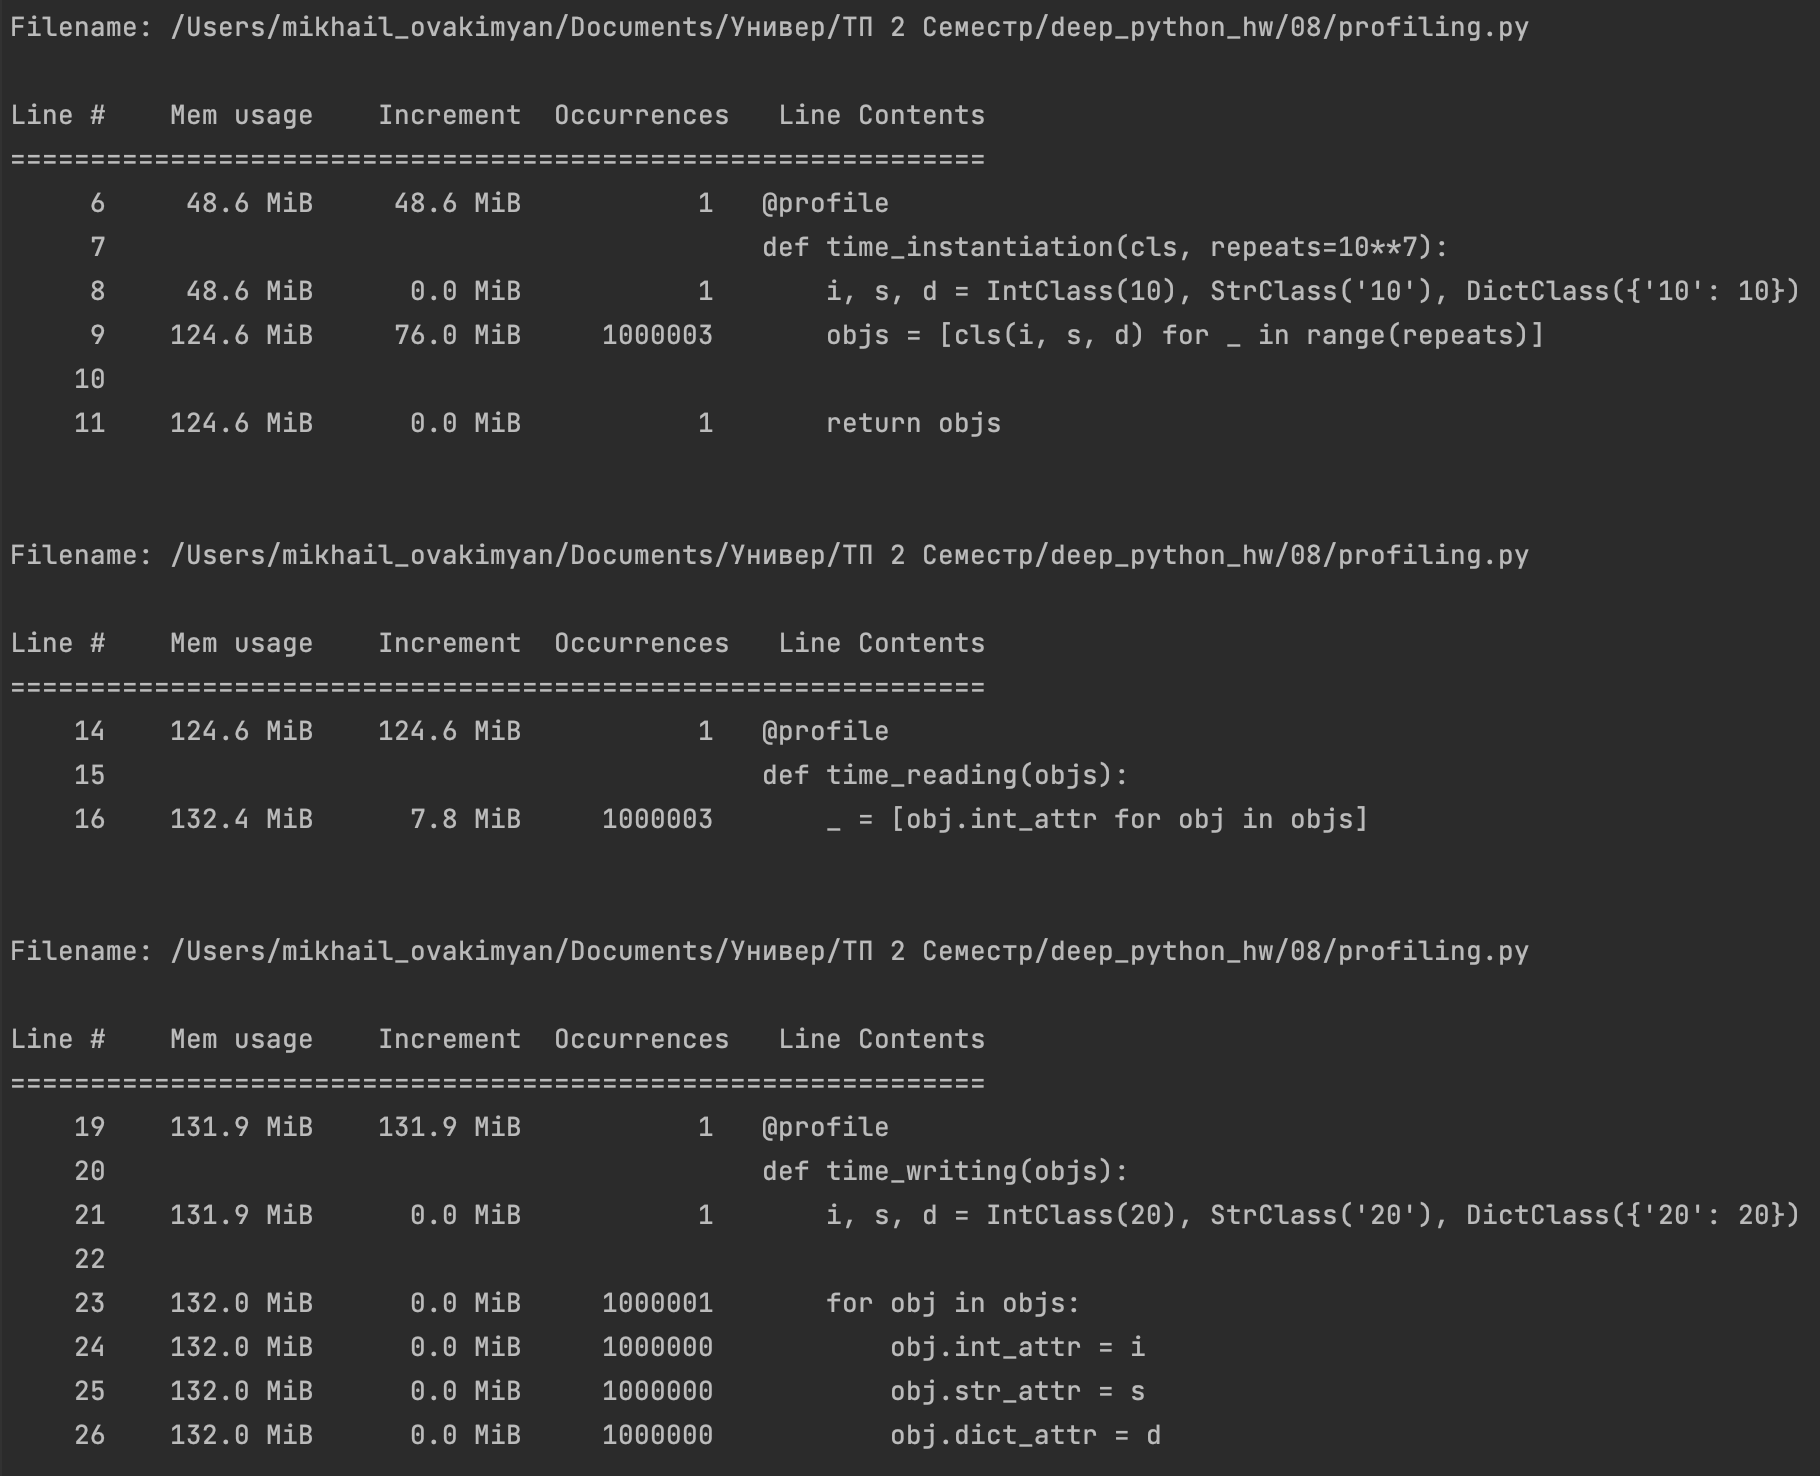 Filename: /Users/mikhail_ovakimyan/Documents/Универ/ТП 2 Семестр/deep_python_hw/08/profiling.py
Line #    Mem usage    Increment  Occurrences   Line Contents
=============================================================
     6     48.6 MiB     48.6 MiB           1   @profile
     7                                         def time_instantiation(cls, repeats=10**7):
     8     48.6 MiB      0.0 MiB           1       i, s, d = IntClass(10), StrClass('10'), DictClass({'10': 10})
     9    124.6 MiB     76.0 MiB     1000003       objs = [cls(i, s, d) for _ in range(repeats)]
    10
    11    124.6 MiB      0.0 MiB           1       return objs
Filename: /Users/mikhail_ovakimyan/Documents/Универ/ТП 2 Семестр/deep_python_hw/08/profiling.py
Line #    Mem usage    Increment  Occurrences   Line Contents
=============================================================
    14    124.6 MiB    124.6 MiB           1   @profile
    15                                         def time_reading(objs):
    16    132.4 MiB      7.8 MiB     1000003       _ = [obj.int_attr for obj in objs]
Filename: /Users/mikhail_ovakimyan/Documents/Универ/ТП 2 Семестр/deep_python_hw/08/profiling.py
Line #    Mem usage    Increment  Occurrences   Line Contents
=============================================================
    19    131.9 MiB    131.9 MiB           1   @profile
    20                                         def time_writing(objs):
    21    131.9 MiB      0.0 MiB           1       i, s, d = IntClass(20), StrClass('20'), DictClass({'20': 20})
    22
    23    132.0 MiB      0.0 MiB     1000001       for obj in objs:
    24    132.0 MiB      0.0 MiB     1000000           obj.int_attr = i
    25    132.0 MiB      0.0 MiB     1000000           obj.str_attr = s
    26    132.0 MiB      0.0 MiB     1000000           obj.dict_attr = d